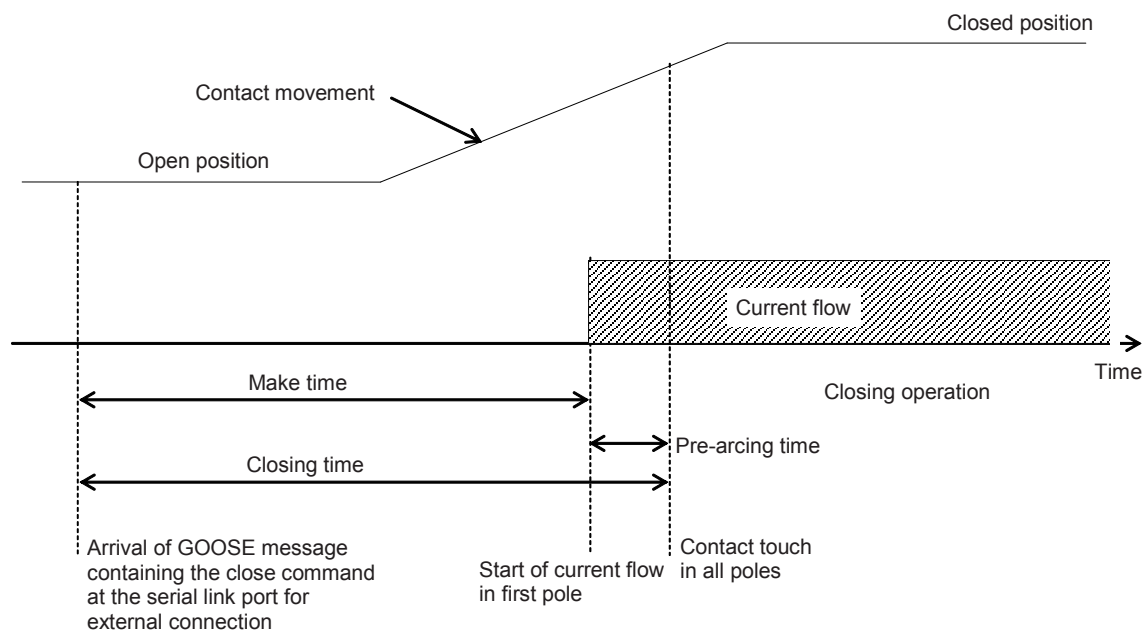 Closed position
Contact movement
Open position
Current flow
Time
Make time
Closing operation
Pre-arcing time
Closing time
Arrival of GOOSE message
containing the close command
at the serial link port for
external connection
Start of current flow
in first pole
Contact touch
in all poles